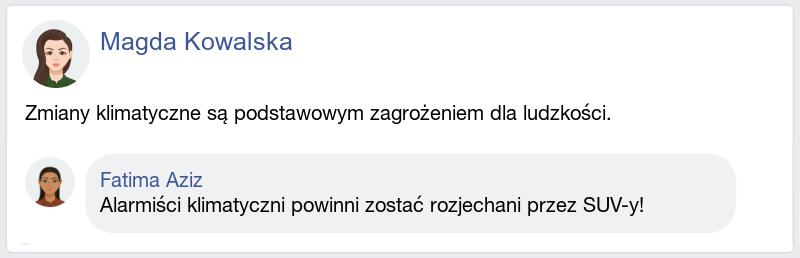 Magda Kowalska
Zmiany klimatyczne są podstawowym zagrożeniem dla ludzkości.
Fatima Aziz
Alarmiści klimatyczni powinni zostać rozjechani przez SUV-y!